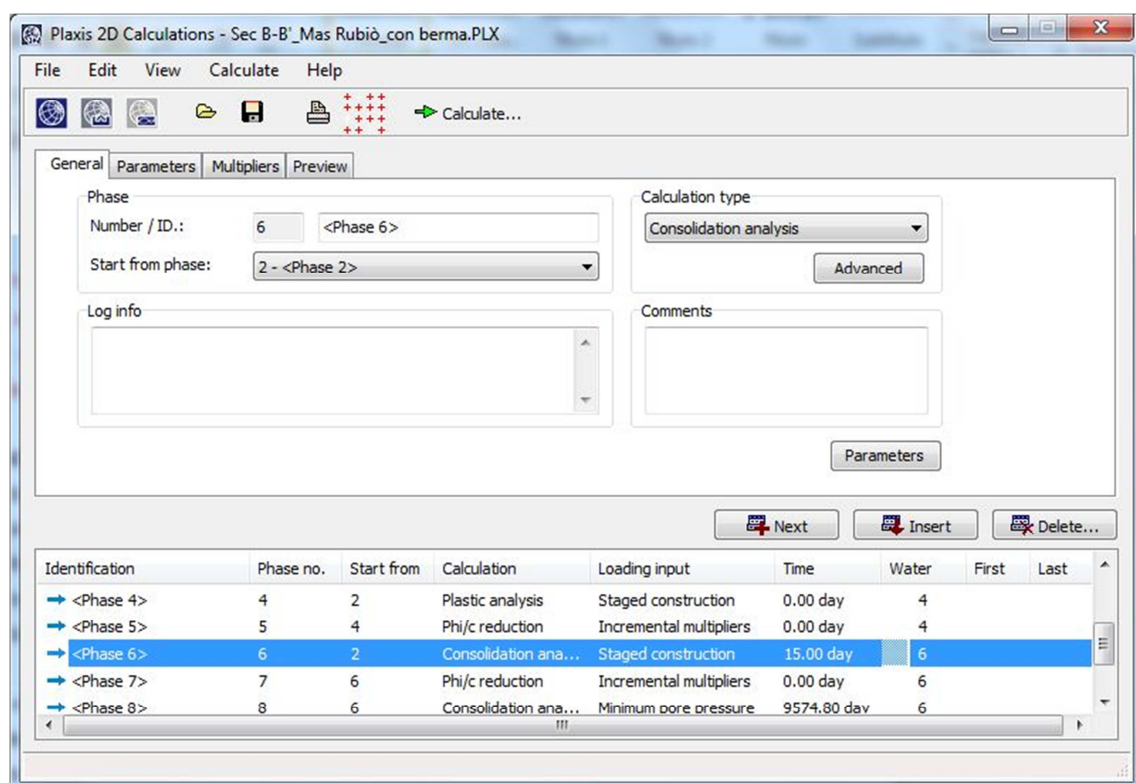 Plaxis 2D Calculations - Sec B-B'_Mas Rubiò_con berma.PLX
File Edit View Calculate Help
Calculate...
General Parameters Multipliers Preview
Phase
Number / ID.: 6 <Phase 6>
Start from phase: 2 - <Phase 2>
Calculation type
Consolidation analysis
Advanced
Log info
Comments
Parameters
Next Insert Delete...
Identification Phase no. Start from Calculation Loading input Time Water First Last
<Phase 4> 4 2 Plastic analysis Staged construction 0.00 day 4
<Phase 5> 5 4 Phi/c reduction Incremental multipliers 0.00 day 4
<Phase 6> 6 2 Consolidation ana... Staged construction 15.00 day 6
<Phase 7> 7 6 Phi/c reduction Incremental multipliers 0.00 day 6
<Phase 8> 8 6 Consolidation ana... Minimum pore pressure 9574.80 day 6